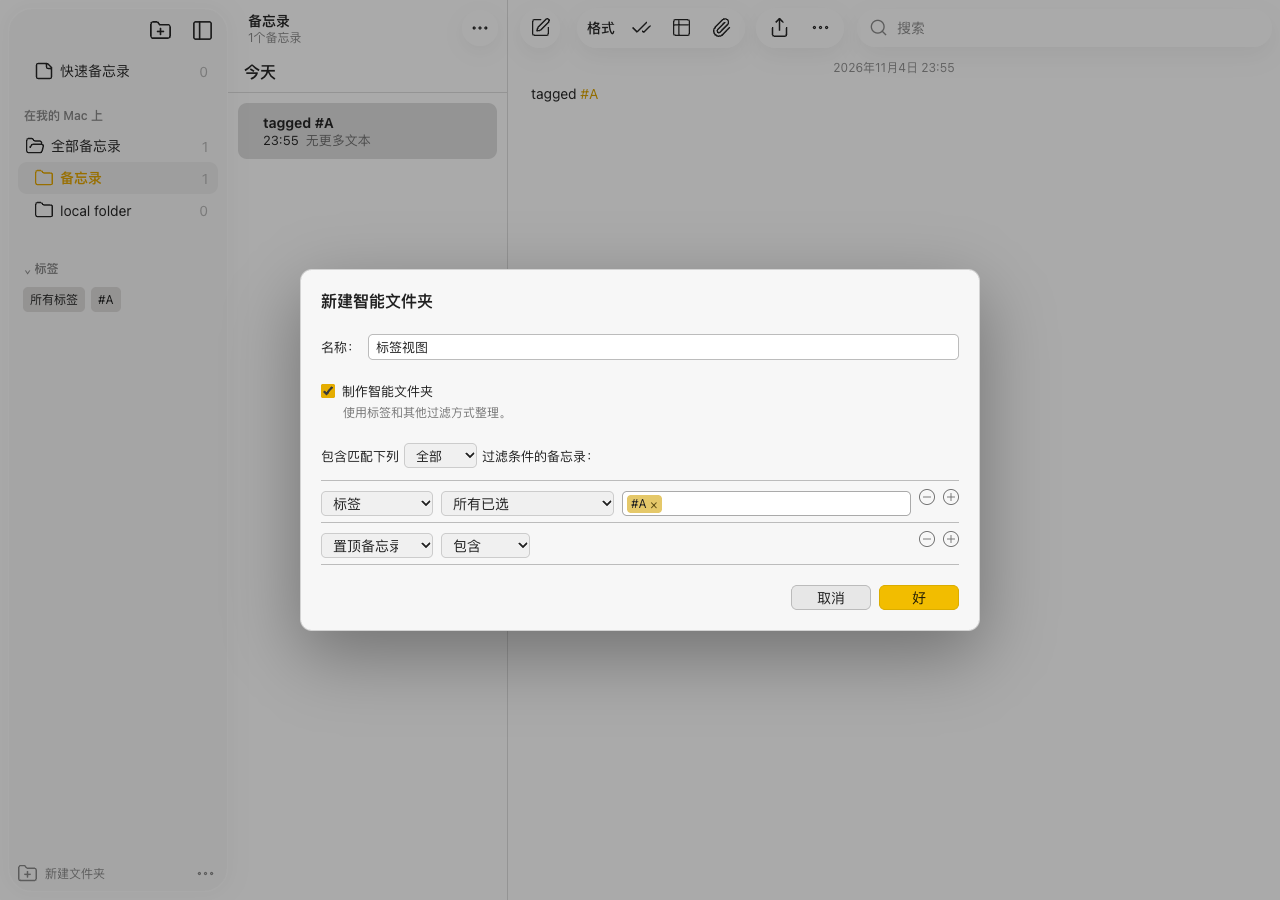 快速备忘录 0
在我的 Mac 上
全部备忘录 1
备忘录 1
local folder 0
标签
所有标签 #A
新建文件夹
备忘录
1个备忘录
今天
tagged #A
23:55 无更多文本
格式
搜索
2026年11月4日 23:55
tagged #A
新建智能文件夹
名称： 标签视图
制作智能文件夹
使用标签和其他过滤方式整理。
包含匹配下列 全部 过滤条件的备忘录：
标签 所有已选 #A ×
置顶备忘录 包含
取消 好